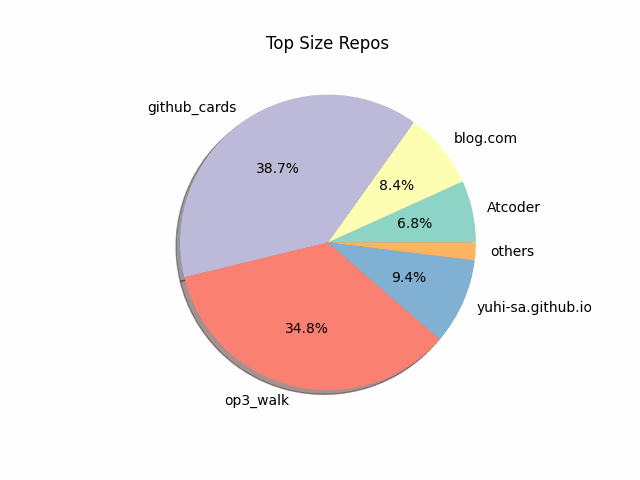 Top Size Repos
github_cards
38.7%
blog.com
8.4%
Atcoder
6.8%
others
yuhi-sa.github.io
9.4%
34.8%
op3_walk